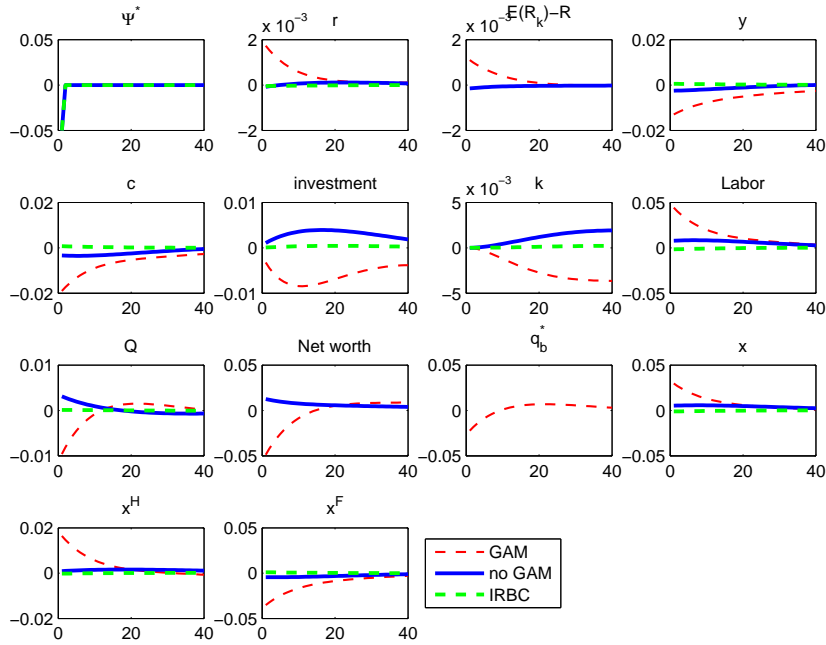 Ψ* r E(R_k)−R y
x 10^−3 x 10^−3
0.05 2 2 0.02
0 0 0 0
−0.05 −2 −2 −0.02
0 20 40 0 20 40 0 20 40 0 20 40
c investment k Labor
x 10^−3
0.02 0.01 5 0.05
0 0 0 0
−0.02 −0.01 −5 −0.05
0 20 40 0 20 40 0 20 40 0 20 40
Q Net worth q_b^* x
0.01 0.05 0.05 0.05
0 0 0 0
−0.01 −0.05 −0.05 −0.05
0 20 40 0 20 40 0 20 40 0 20 40
x^H x^F
0.02 0.05
0 0
−0.02 −0.05
0 20 40 0 20 40
GAM
no GAM
IRBC